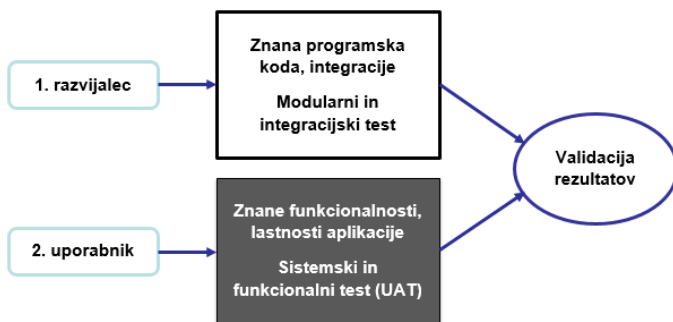 1. razvijalec
Znana programska
koda, integracije
Modularni in
integracijski test
Validacija
rezultatov
2. uporabnik
Znane funkcionalnosti,
lastnosti aplikacije
Sistemski in
funkcionalni test (UAT)